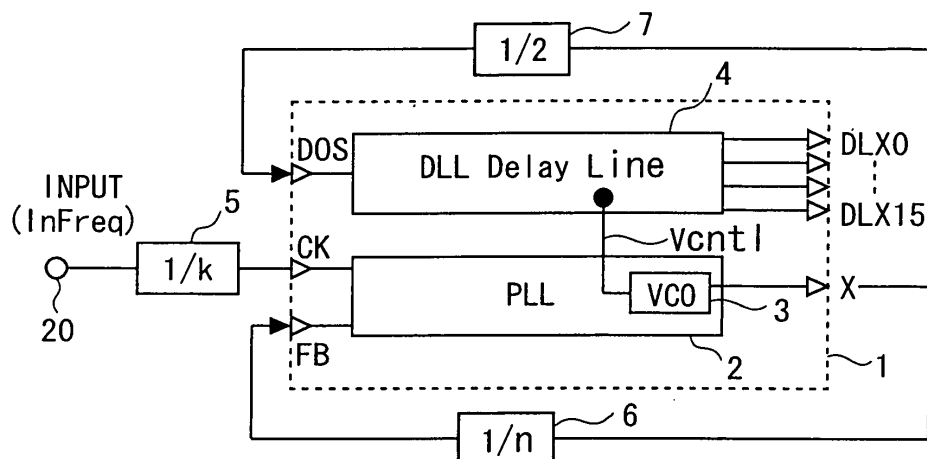 7
1/2
4
DOS
DLL Delay Line
DLX0
DLX15
INPUT
(InFreq)
5
1/k
20
CK
Vcntl
PLL
VCO
3
X
FB
2
1
1/n
6